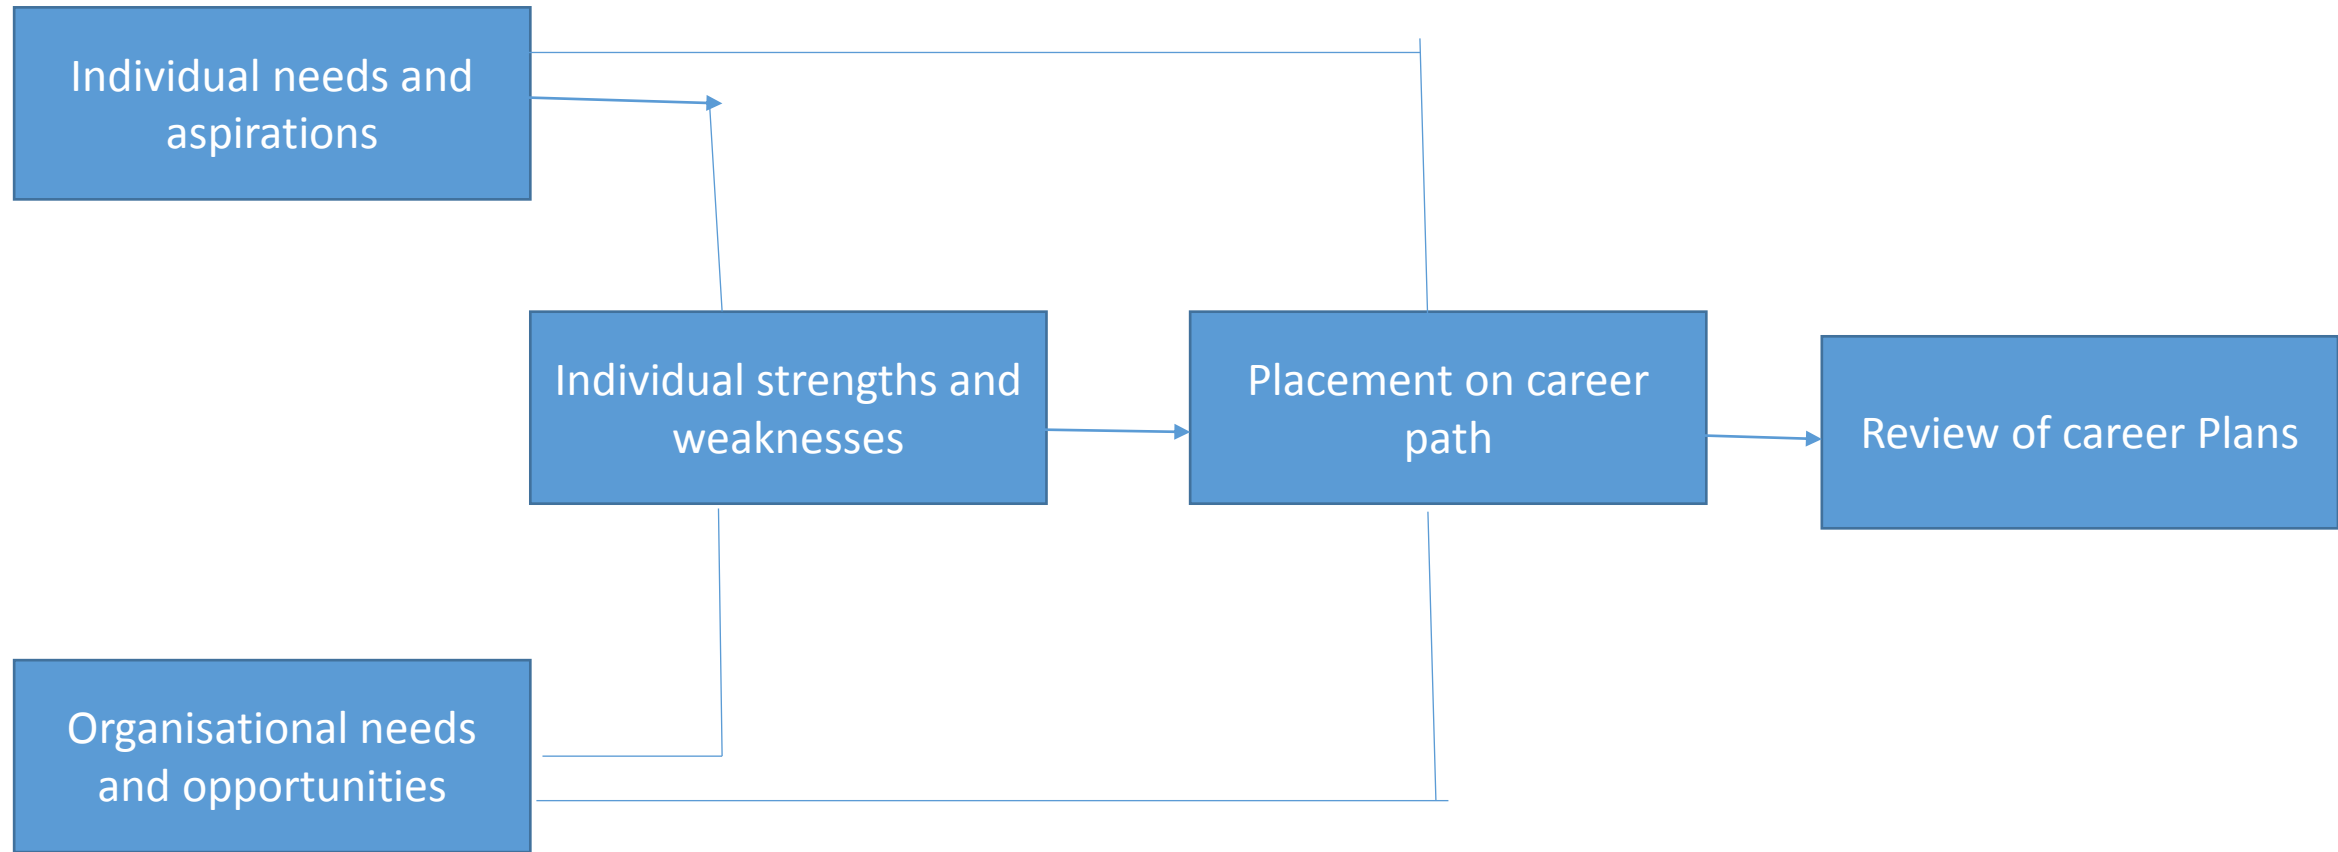 Individual needs and
aspirations
Individual strengths and
weaknesses
Placement on career
path
Review of career Plans
Organisational needs
and opportunities